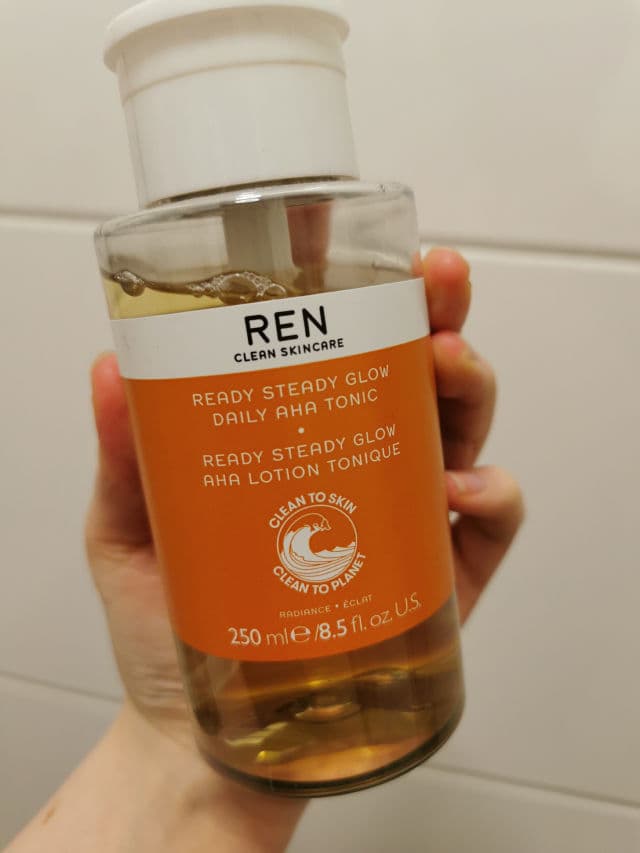 REN
CLEAN SKINCARE
READY STEADY GLOW
DAILY AHA TONIC
•
READY STEADY GLOW
AHA LOTION TONIQUE
CLEAN TO SKIN
CLEAN TO PLANET
RADIANCE • ÉCLAT
250 ml℮/8.5 fl. oz. U.S.